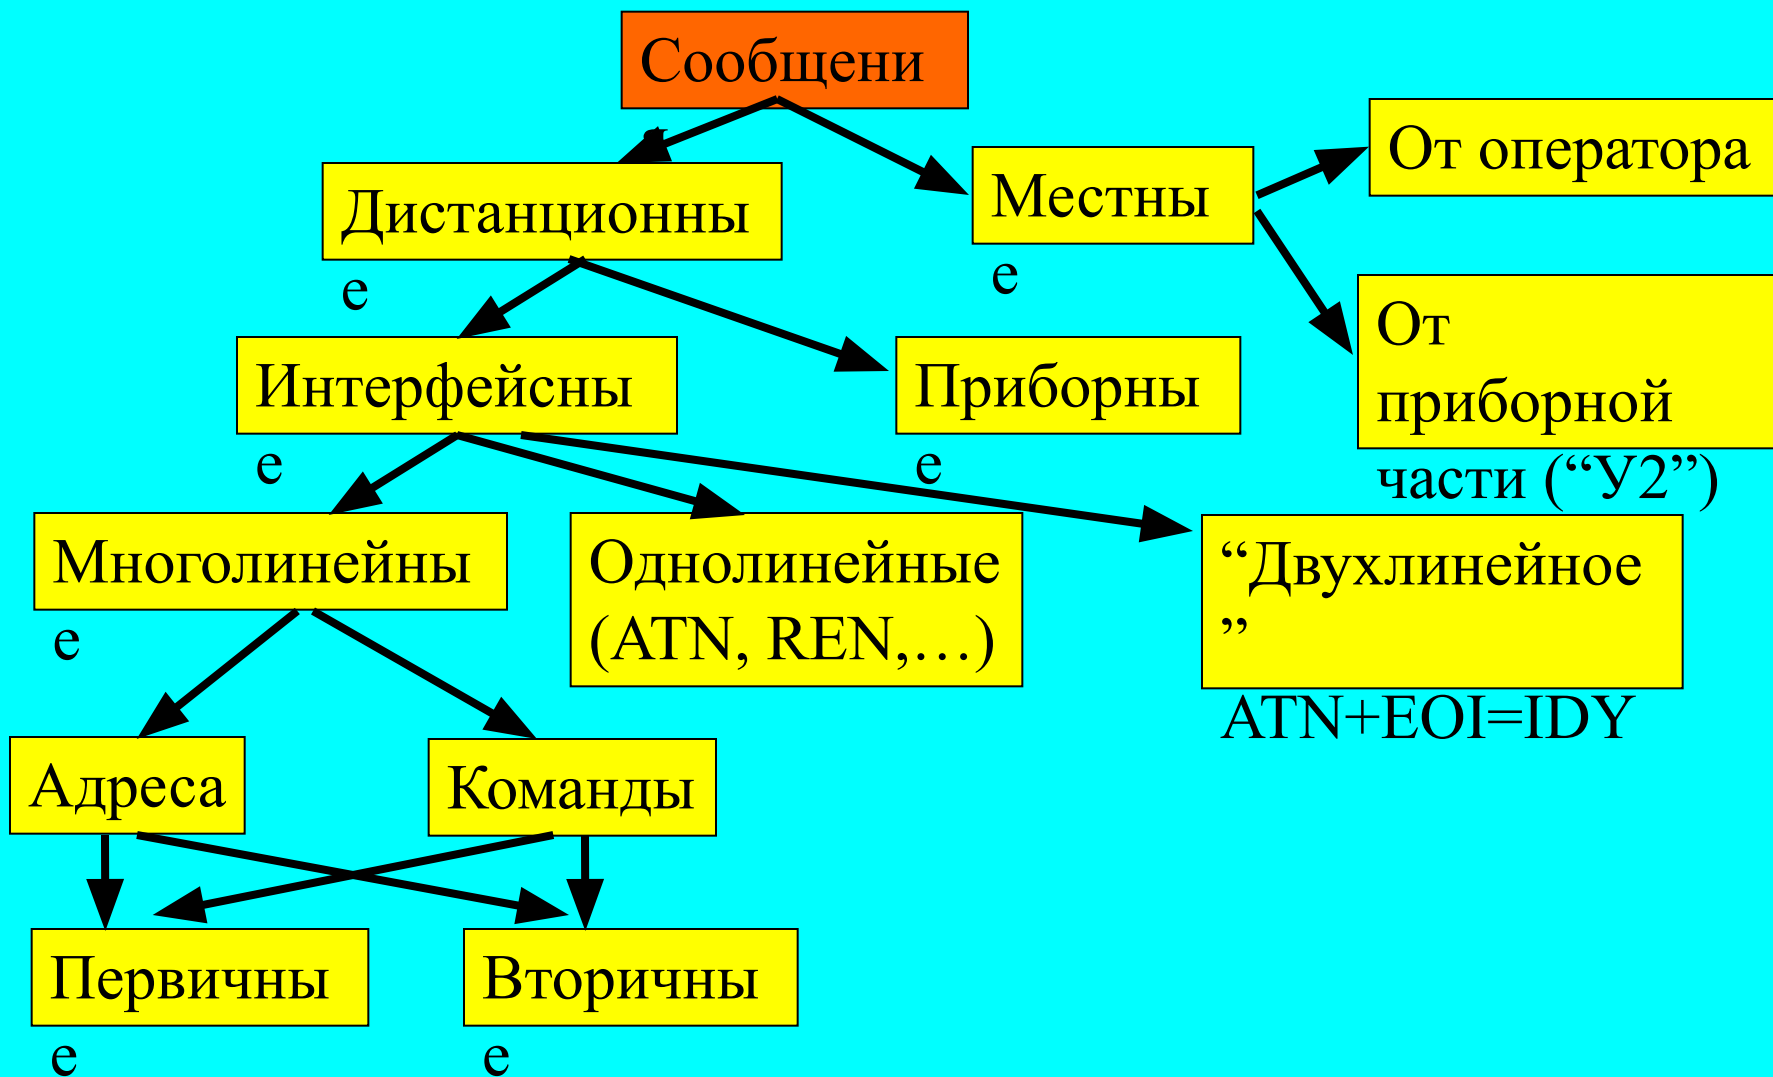 Сообщени
я
От оператора
Дистанционны
е
Местны
е
От
приборной
части (“У2”)
Интерфейсны
е
Приборны
е
Многолинейны
е
Однолинейные
(ATN, REN,…)
“Двухлинейное
”
ATN+EOI=IDY
Адреса
Команды
Первичны
е
Вторичны
е